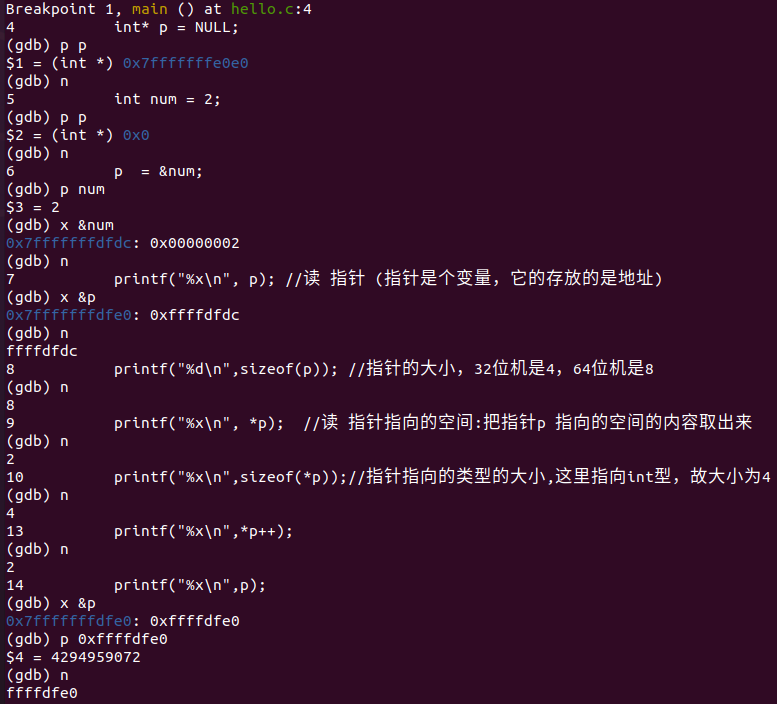 Breakpoint 1, main () at hello.c:4
4           int* p = NULL;
(gdb) p p
$1 = (int *) 0x7fffffffe0e0
(gdb) n
5           int num = 2;
(gdb) p p
$2 = (int *) 0x0
(gdb) n
6           p  = &num;
(gdb) p num
$3 = 2
(gdb) x &num
0x7fffffffdfdc: 0x00000002
(gdb) n
7           printf("%x\n", p); //读 指针 (指针是个变量，它的存放的是地址)
(gdb) x &p
0x7fffffffdfe0: 0xffffdfdc
(gdb) n
ffffdfdc
8           printf("%d\n",sizeof(p)); //指针的大小，32位机是4，64位机是8
(gdb) n
8
9           printf("%x\n", *p);  //读 指针指向的空间:把指针p 指向的空间的内容取出来
(gdb) n
2
10          printf("%x\n",sizeof(*p));//指针指向的类型的大小,这里指向int型，故大小为4
(gdb) n
4
13          printf("%x\n",*p++);
(gdb) n
2
14          printf("%x\n",p);
(gdb) x &p
0x7fffffffdfe0: 0xffffdfe0
(gdb) p 0xffffdfe0
$4 = 4294959072
(gdb) n
ffffdfe0